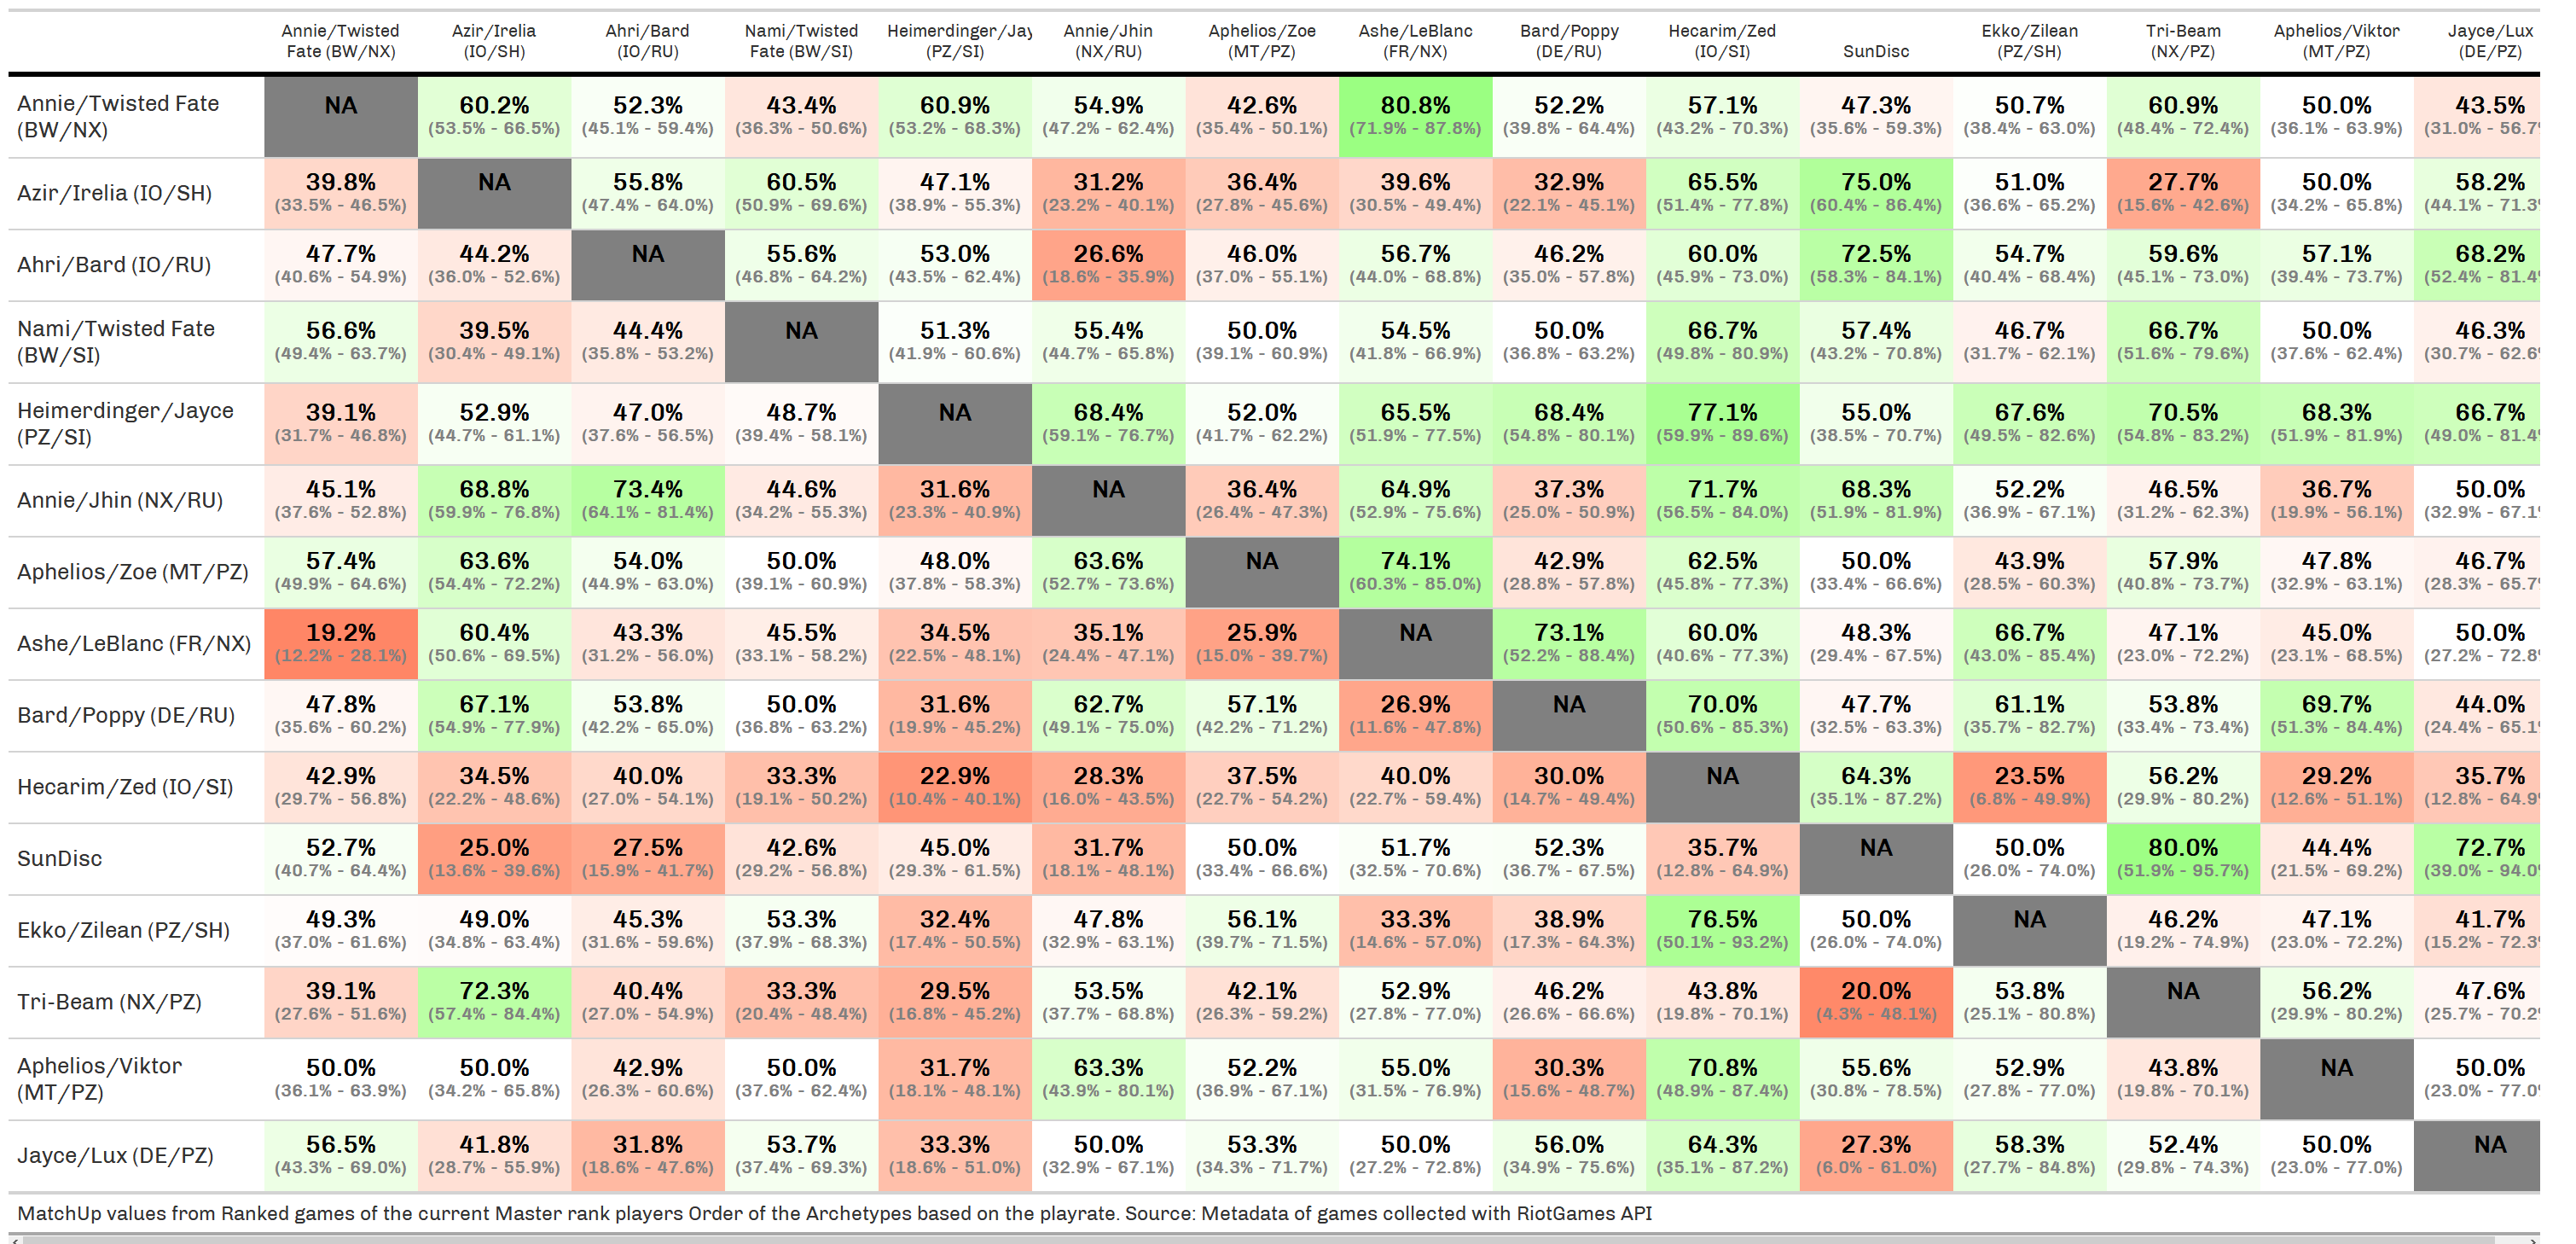 Annie/Twisted Fate (BW/NX) Azir/Irelia (IO/SH) Ahri/Bard (IO/RU) Nami/Twisted Fate (BW/SI) Heimerdinger/Jay (PZ/SI) Annie/Jhin (NX/RU) Aphelios/Zoe (MT/PZ) Ashe/LeBlanc (FR/NX) Bard/Poppy (DE/RU) Hecarim/Zed (IO/SI) SunDisc Ekko/Zilean (PZ/SH) Tri-Beam (NX/PZ) Aphelios/Viktor (MT/PZ) Jayce/Lux (DE/PZ)
Annie/Twisted Fate (BW/NX) NA 60.2% 52.3% 43.4% 60.9% 54.9% 42.6% 80.8% 52.2% 57.1% 47.3% 50.7% 60.9% 50.0% 43.5%
(53.5% - 66.5%) (45.1% - 59.4%) (36.3% - 50.6%) (53.2% - 68.3%) (47.2% - 62.4%) (35.4% - 50.1%) (71.9% - 87.8%) (39.8% - 64.4%) (43.2% - 70.3%) (35.6% - 59.3%) (38.4% - 63.0%) (48.4% - 72.4%) (36.1% - 63.9%) (31.0% - 56.7%
Azir/Irelia (IO/SH) 39.8% NA 55.8% 60.5% 47.1% 31.2% 36.4% 39.6% 32.9% 65.5% 75.0% 51.0% 27.7% 50.0% 58.2%
(33.5% - 46.5%) (47.4% - 64.0%) (50.9% - 69.6%) (38.9% - 55.3%) (23.2% - 40.1%) (27.8% - 45.6%) (30.5% - 49.4%) (22.1% - 45.1%) (51.4% - 77.8%) (60.4% - 86.4%) (36.6% - 65.2%) (15.6% - 42.6%) (34.2% - 65.8%) (44.1% - 71.3%
Ahri/Bard (IO/RU) 47.7% 44.2% NA 55.6% 53.0% 26.6% 46.0% 56.7% 46.2% 60.0% 72.5% 54.7% 59.6% 57.1% 68.2%
(40.6% - 54.9%) (36.0% - 52.6%) (46.8% - 64.2%) (43.5% - 62.4%) (18.6% - 35.9%) (37.0% - 55.1%) (44.0% - 68.8%) (35.0% - 57.8%) (45.9% - 73.0%) (58.3% - 84.1%) (40.4% - 68.4%) (45.1% - 73.0%) (39.4% - 73.7%) (52.4% - 81.4%
Nami/Twisted Fate (BW/SI) 56.6% 39.5% 44.4% NA 51.3% 55.4% 50.0% 54.5% 50.0% 66.7% 57.4% 46.7% 66.7% 50.0% 46.3%
(49.4% - 63.7%) (30.4% - 49.1%) (35.8% - 53.2%) (41.9% - 60.6%) (44.7% - 65.8%) (39.1% - 60.9%) (41.8% - 66.9%) (36.8% - 63.2%) (49.8% - 80.9%) (43.2% - 70.8%) (31.7% - 62.1%) (51.6% - 79.6%) (37.6% - 62.4%) (30.7% - 62.6%
Heimerdinger/Jayce (PZ/SI) 39.1% 52.9% 47.0% 48.7% NA 68.4% 52.0% 65.5% 68.4% 77.1% 55.0% 67.6% 70.5% 68.3% 66.7%
(31.7% - 46.8%) (44.7% - 61.1%) (37.6% - 56.5%) (39.4% - 58.1%) (59.1% - 76.7%) (41.7% - 62.2%) (51.9% - 77.5%) (54.8% - 80.1%) (59.9% - 89.6%) (38.5% - 70.7%) (49.5% - 82.6%) (54.8% - 83.2%) (51.9% - 81.9%) (49.0% - 81.4%
Annie/Jhin (NX/RU) 45.1% 68.8% 73.4% 44.6% 31.6% NA 36.4% 64.9% 37.3% 71.7% 68.3% 52.2% 46.5% 36.7% 50.0%
(37.6% - 52.8%) (59.9% - 76.8%) (64.1% - 81.4%) (34.2% - 55.3%) (23.3% - 40.9%) (26.4% - 47.3%) (52.9% - 75.6%) (25.0% - 50.9%) (56.5% - 84.0%) (51.9% - 81.9%) (36.9% - 67.1%) (31.2% - 62.3%) (19.9% - 56.1%) (32.9% - 67.1%
Aphelios/Zoe (MT/PZ) 57.4% 63.6% 54.0% 50.0% 48.0% 63.6% NA 74.1% 42.9% 62.5% 50.0% 43.9% 57.9% 47.8% 46.7%
(49.9% - 64.6%) (54.4% - 72.2%) (44.9% - 63.0%) (39.1% - 60.9%) (37.8% - 58.3%) (52.7% - 73.6%) (60.3% - 85.0%) (28.8% - 57.8%) (45.8% - 77.3%) (33.4% - 66.6%) (28.5% - 60.3%) (40.8% - 73.7%) (32.9% - 63.1%) (28.3% - 65.7%
Ashe/LeBlanc (FR/NX) 19.2% 60.4% 43.3% 45.5% 34.5% 35.1% 25.9% NA 73.1% 60.0% 48.3% 66.7% 47.1% 45.0% 50.0%
(12.2% - 28.1%) (50.6% - 69.5%) (31.2% - 56.0%) (33.1% - 58.2%) (22.5% - 48.1%) (24.4% - 47.1%) (15.0% - 39.7%) (52.2% - 88.4%) (40.6% - 77.3%) (29.4% - 67.5%) (43.0% - 85.4%) (23.0% - 72.2%) (23.1% - 68.5%) (27.2% - 72.8%
Bard/Poppy (DE/RU) 47.8% 67.1% 53.8% 50.0% 31.6% 62.7% 57.1% 26.9% NA 70.0% 47.7% 61.1% 53.8% 69.7% 44.0%
(35.6% - 60.2%) (54.9% - 77.9%) (42.2% - 65.0%) (36.8% - 63.2%) (19.9% - 45.2%) (49.1% - 75.0%) (42.2% - 71.2%) (11.6% - 47.8%) (50.6% - 85.3%) (32.5% - 63.3%) (35.7% - 82.7%) (33.4% - 73.4%) (51.3% - 84.4%) (24.4% - 65.1%
Hecarim/Zed (IO/SI) 42.9% 34.5% 40.0% 33.3% 22.9% 28.3% 37.5% 40.0% 30.0% NA 64.3% 23.5% 56.2% 29.2% 35.7%
(29.7% - 56.8%) (22.2% - 48.6%) (27.0% - 54.1%) (19.1% - 50.2%) (10.4% - 40.1%) (16.0% - 43.5%) (22.7% - 54.2%) (22.7% - 59.4%) (14.7% - 49.4%) (35.1% - 87.2%) (6.8% - 49.9%) (29.9% - 80.2%) (12.6% - 51.1%) (12.8% - 64.9%
SunDisc 52.7% 25.0% 27.5% 42.6% 45.0% 31.7% 50.0% 51.7% 52.3% 35.7% NA 50.0% 80.0% 44.4% 72.7%
(40.7% - 64.4%) (13.6% - 39.6%) (15.9% - 41.7%) (29.2% - 56.8%) (29.3% - 61.5%) (18.1% - 48.1%) (33.4% - 66.6%) (32.5% - 70.6%) (36.7% - 67.5%) (12.8% - 64.9%) (26.0% - 74.0%) (51.9% - 95.7%) (21.5% - 69.2%) (39.0% - 94.0%
Ekko/Zilean (PZ/SH) 49.3% 49.0% 45.3% 53.3% 32.4% 47.8% 56.1% 33.3% 38.9% 76.5% 50.0% NA 46.2% 47.1% 41.7%
(37.0% - 61.6%) (34.8% - 63.4%) (31.6% - 59.6%) (37.9% - 68.3%) (17.4% - 50.5%) (32.9% - 63.1%) (39.7% - 71.5%) (14.6% - 57.0%) (17.3% - 64.3%) (50.1% - 93.2%) (26.0% - 74.0%) (19.2% - 74.9%) (23.0% - 72.2%) (15.2% - 72.3%
Tri-Beam (NX/PZ) 39.1% 72.3% 40.4% 33.3% 29.5% 53.5% 42.1% 52.9% 46.2% 43.8% 20.0% 53.8% NA 56.2% 47.6%
(27.6% - 51.6%) (57.4% - 84.4%) (27.0% - 54.9%) (20.4% - 48.4%) (16.8% - 45.2%) (37.7% - 68.8%) (26.3% - 59.2%) (27.8% - 77.0%) (26.6% - 66.6%) (19.8% - 70.1%) (4.3% - 48.1%) (25.1% - 80.8%) (29.9% - 80.2%) (25.7% - 70.2%
Aphelios/Viktor (MT/PZ) 50.0% 50.0% 42.9% 50.0% 31.7% 63.3% 52.2% 55.0% 30.3% 70.8% 55.6% 52.9% 43.8% NA 50.0%
(36.1% - 63.9%) (34.2% - 65.8%) (26.3% - 60.6%) (37.6% - 62.4%) (18.1% - 48.1%) (43.9% - 80.1%) (36.9% - 67.1%) (31.5% - 76.9%) (15.6% - 48.7%) (48.9% - 87.4%) (30.8% - 78.5%) (27.8% - 77.0%) (19.8% - 70.1%) (23.0% - 77.0%
Jayce/Lux (DE/PZ) 56.5% 41.8% 31.8% 53.7% 33.3% 50.0% 53.3% 50.0% 56.0% 64.3% 27.3% 58.3% 52.4% 50.0% NA
(43.3% - 69.0%) (28.7% - 55.9%) (18.6% - 47.6%) (37.4% - 69.3%) (18.6% - 51.0%) (32.9% - 67.1%) (34.3% - 71.7%) (27.2% - 72.8%) (34.9% - 75.6%) (35.1% - 87.2%) (6.0% - 61.0%) (27.7% - 84.8%) (29.8% - 74.3%) (23.0% - 77.0%)
MatchUp values from Ranked games of the current Master rank players Order of the Archetypes based on the playrate. Source: Metadata of games collected with RiotGames API